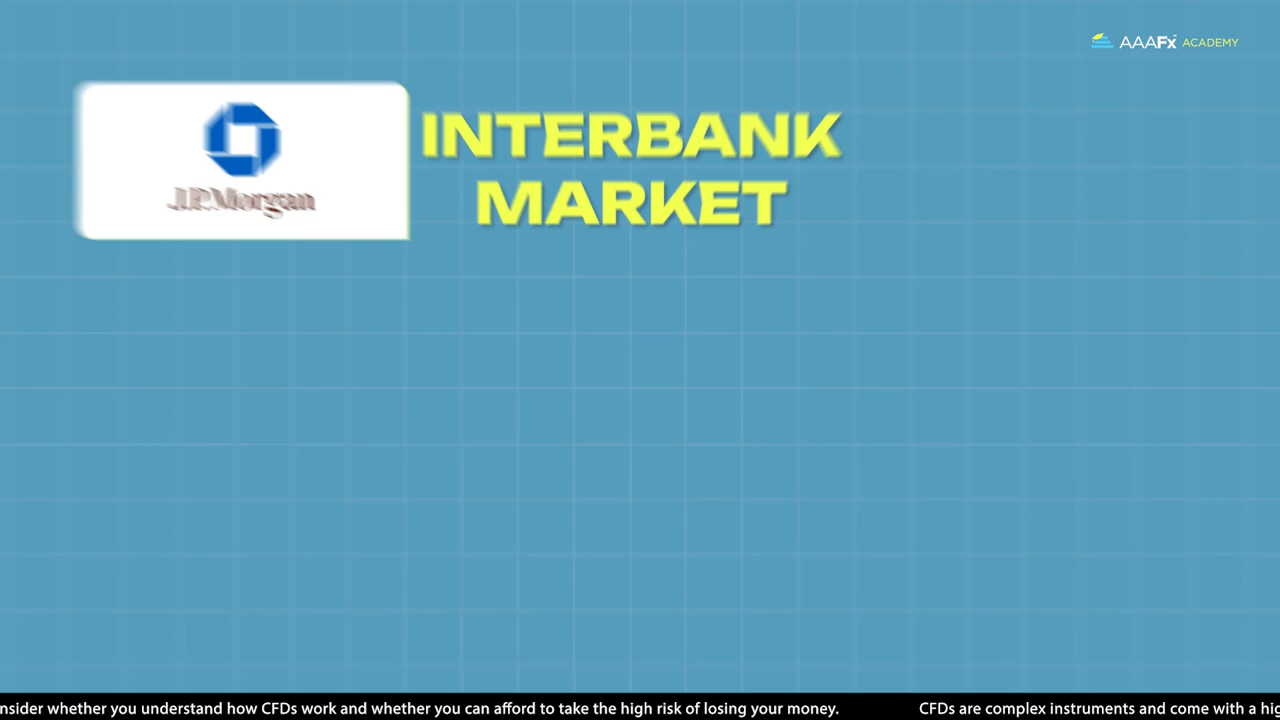 AAAFx ACADEMY
J.P.Morgan
INTERBANK
MARKET
nsider whether you understand how CFDs work and whether you can afford to take the high risk of losing your money. CFDs are complex instruments and come with a hig